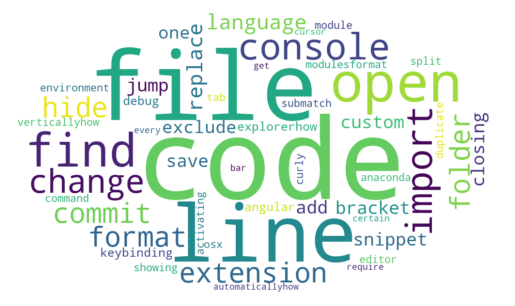 language
cursor
module
one
console
get
modulesformat
split
file
replace
open
environment
jump
hide
debug
tab
submatch
verticallyhow
every
exclude
explorerhow
custom
import
folder
duplicate
closing
find
code
save
curly
bar
anaconda
change
command
commit
line
activating
angular
add
bracket
certain
format
osx
snippet
keybinding
editor
showing
extension
require
automaticallyhow